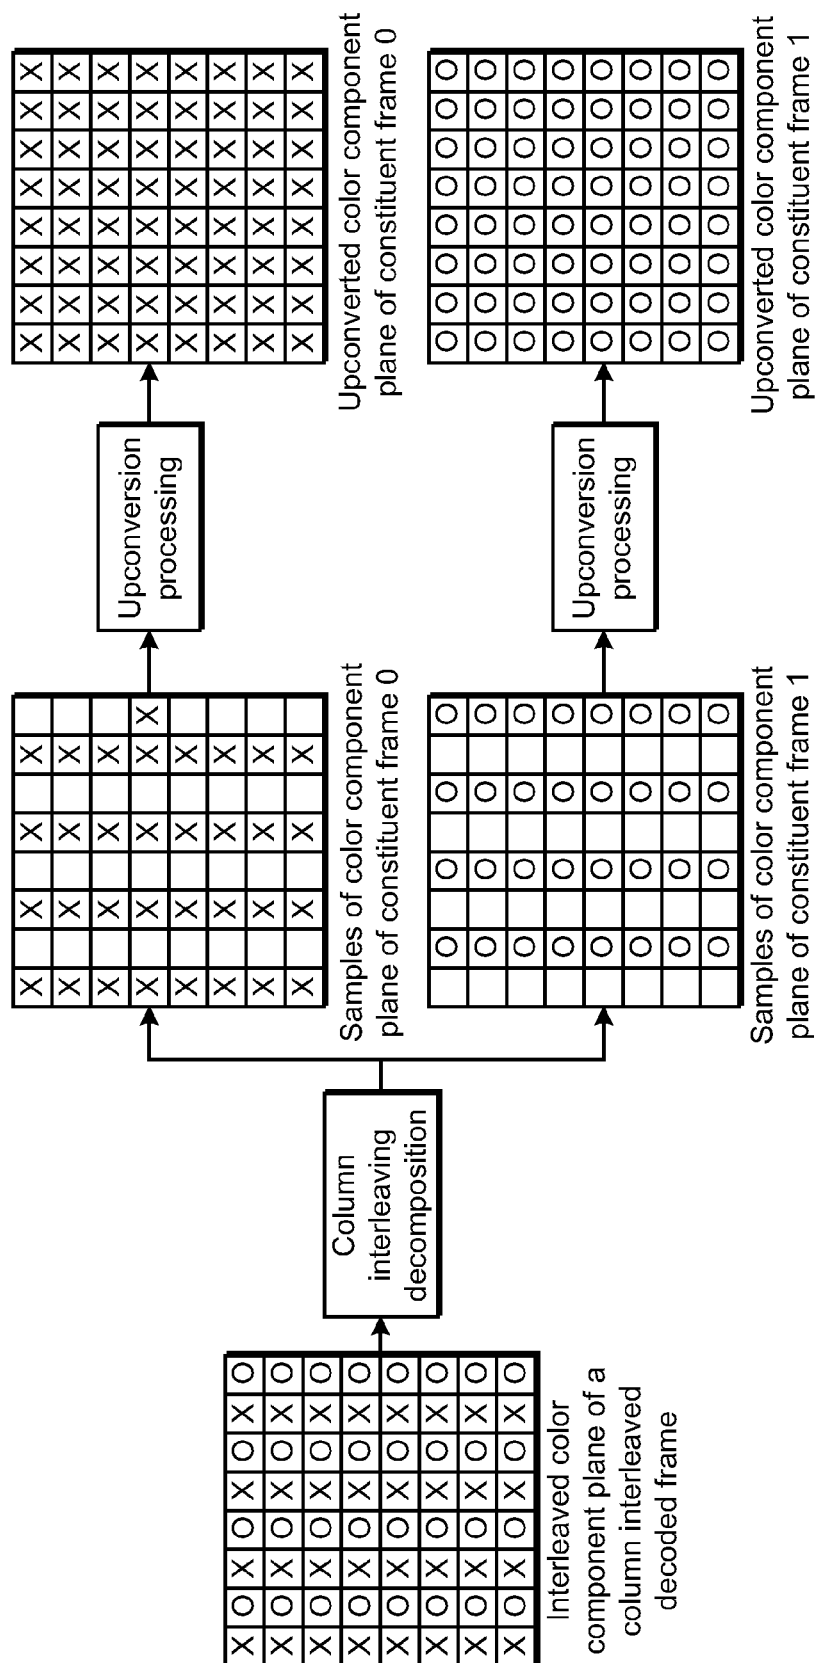 X O X O X O X O
X O X O X O X O
X O X O X O X O
X O X O X O X O
X O X O X O X O
X O X O X O X O
X O X O X O X O
X O X O X O X O
Interleaved color
component plane of a
column interleaved
decoded frame
Column
interleaving
decomposition
X X X X
X X X X
X X X X
X X X X X
X X X X
X X X X
X X X X
X X X X
Samples of color component
plane of constituent frame 0
Upconversion
processing
X X X X X X X X
X X X X X X X X
X X X X X X X X
X X X X X X X X
X X X X X X X X
X X X X X X X X
X X X X X X X X
X X X X X X X X
Upconverted color component
plane of constituent frame 0
O O O O
O O O O
O O O O
O O O O
O O O O
O O O O
O O O O
O O O O
Samples of color component
plane of constituent frame 1
Upconversion
processing
O O O O O O O O
O O O O O O O O
O O O O O O O O
O O O O O O O O
O O O O O O O O
O O O O O O O O
O O O O O O O O
O O O O O O O O
Upconverted color component
plane of constituent frame 1